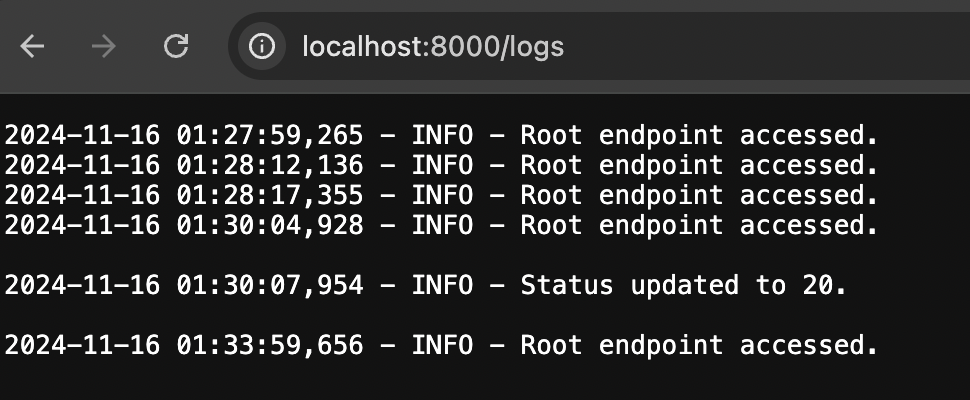 localhost:8000/logs
2024-11-16 01:27:59,265 - INFO - Root endpoint accessed.
2024-11-16 01:28:12,136 - INFO - Root endpoint accessed.
2024-11-16 01:28:17,355 - INFO - Root endpoint accessed.
2024-11-16 01:30:04,928 - INFO - Root endpoint accessed.
2024-11-16 01:30:07,954 - INFO - Status updated to 20.
2024-11-16 01:33:59,656 - INFO - Root endpoint accessed.